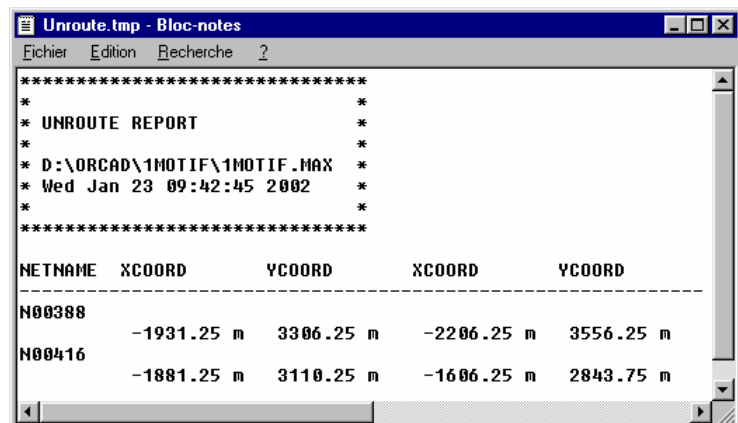 Unroute.tmp - Bloc-notes
Fichier Edition Recherche ?
*******************************
* *
* UNROUTE REPORT *
* *
* D:\ORCAD\1MOTIF\1MOTIF.MAX *
* Wed Jan 23 09:42:45 2002 *
* *
*******************************
NETNAME XCOORD YCOORD XCOORD YCOORD
-------------------------------------------------------------
N00388
-1931.25 m 3306.25 m -2206.25 m 3556.25 m
N00416
-1881.25 m 3110.25 m -1606.25 m 2843.75 m